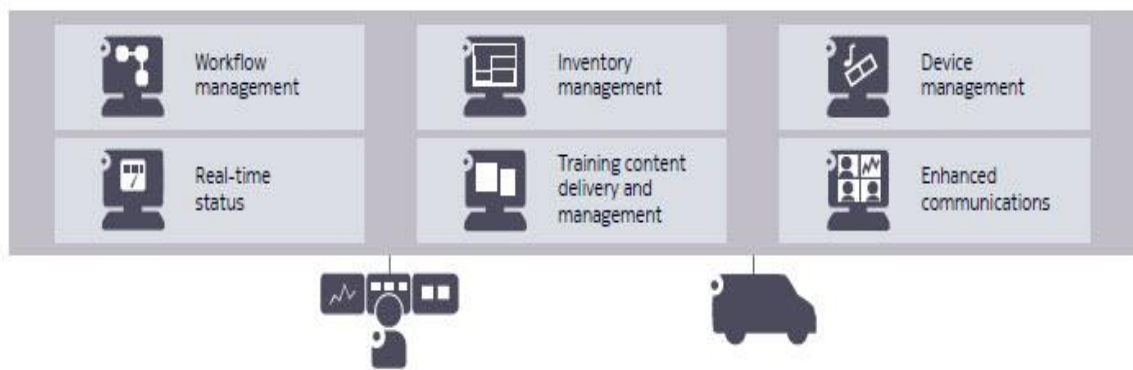 Workflow
management
Inventory
management
Device
management
Real-time
status
Training content
delivery and
management
Enhanced
communications